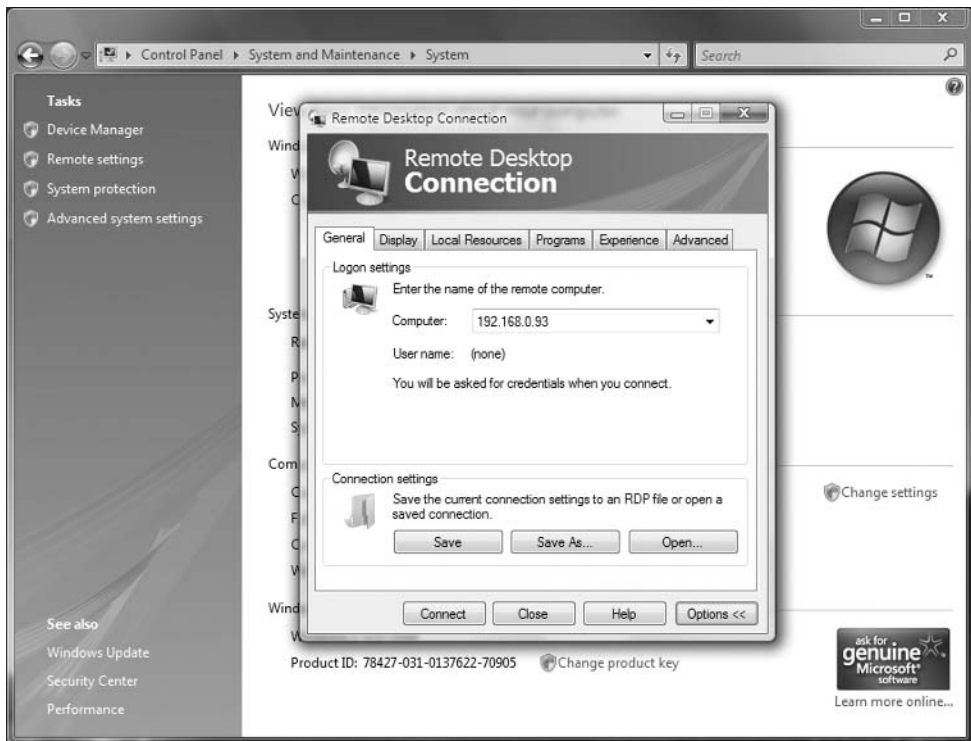 Control Panel System and Maintenance System
Search
Tasks
Device Manager
Remote settings
System protection
Advanced system settings
See also
Windows Update
Security Center
Performance
View
Wind
Syste
Com
Wind
Product ID: 78427-031-0137622-70905 Change product key
Change settings
ask for
genuine
Microsoft®
software
Learn more online...
Remote Desktop Connection
Remote Desktop
Connection
General Display Local Resources Programs Experience Advanced
Logon settings
Enter the name of the remote computer.
Computer: 192.168.0.93
User name: (none)
You will be asked for credentials when you connect.
Connection settings
Save the current connection settings to an RDP file or open a
saved connection.
Save Save As... Open...
Connect Close Help Options <<